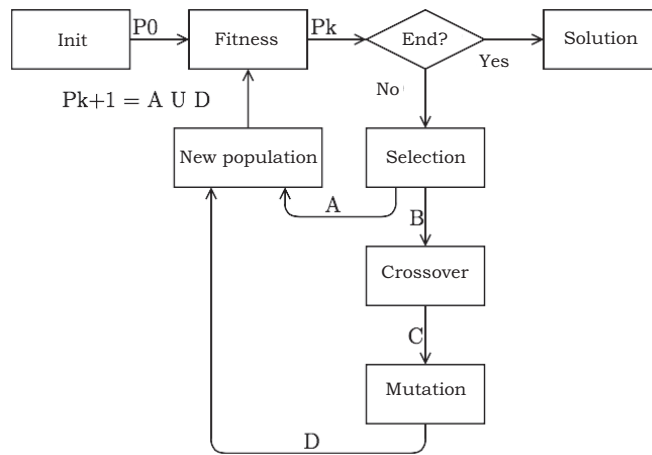 Init
P0
Fitness
Pk
End?
Yes
Solution
No
Pk+1 = A U D
New population
Selection
A
B
Crossover
C
Mutation
D